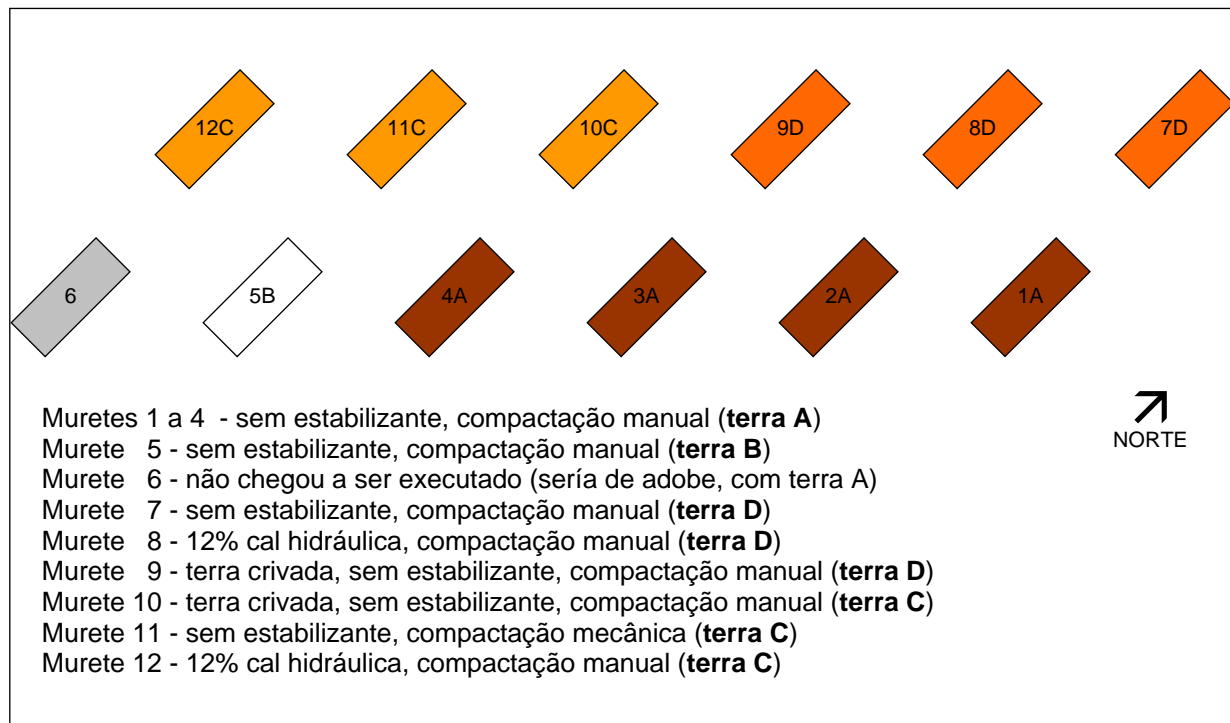 12C 11C 10C 9D 8D 7D
6 5B 4A 3A 2A 1A
Muretes 1 a 4 - sem estabilizante, compactação manual (terra A)
Murete 5 - sem estabilizante, compactação manual (terra B)
Murete 6 - não chegou a ser executado (sería de adobe, com terra A)
Murete 7 - sem estabilizante, compactação manual (terra D)
Murete 8 - 12% cal hidráulica, compactação manual (terra D)
Murete 9 - terra crivada, sem estabilizante, compactação manual (terra D)
Murete 10 - terra crivada, sem estabilizante, compactação manual (terra C)
Murete 11 - sem estabilizante, compactação mecânica (terra C)
Murete 12 - 12% cal hidráulica, compactação manual (terra C)
NORTE